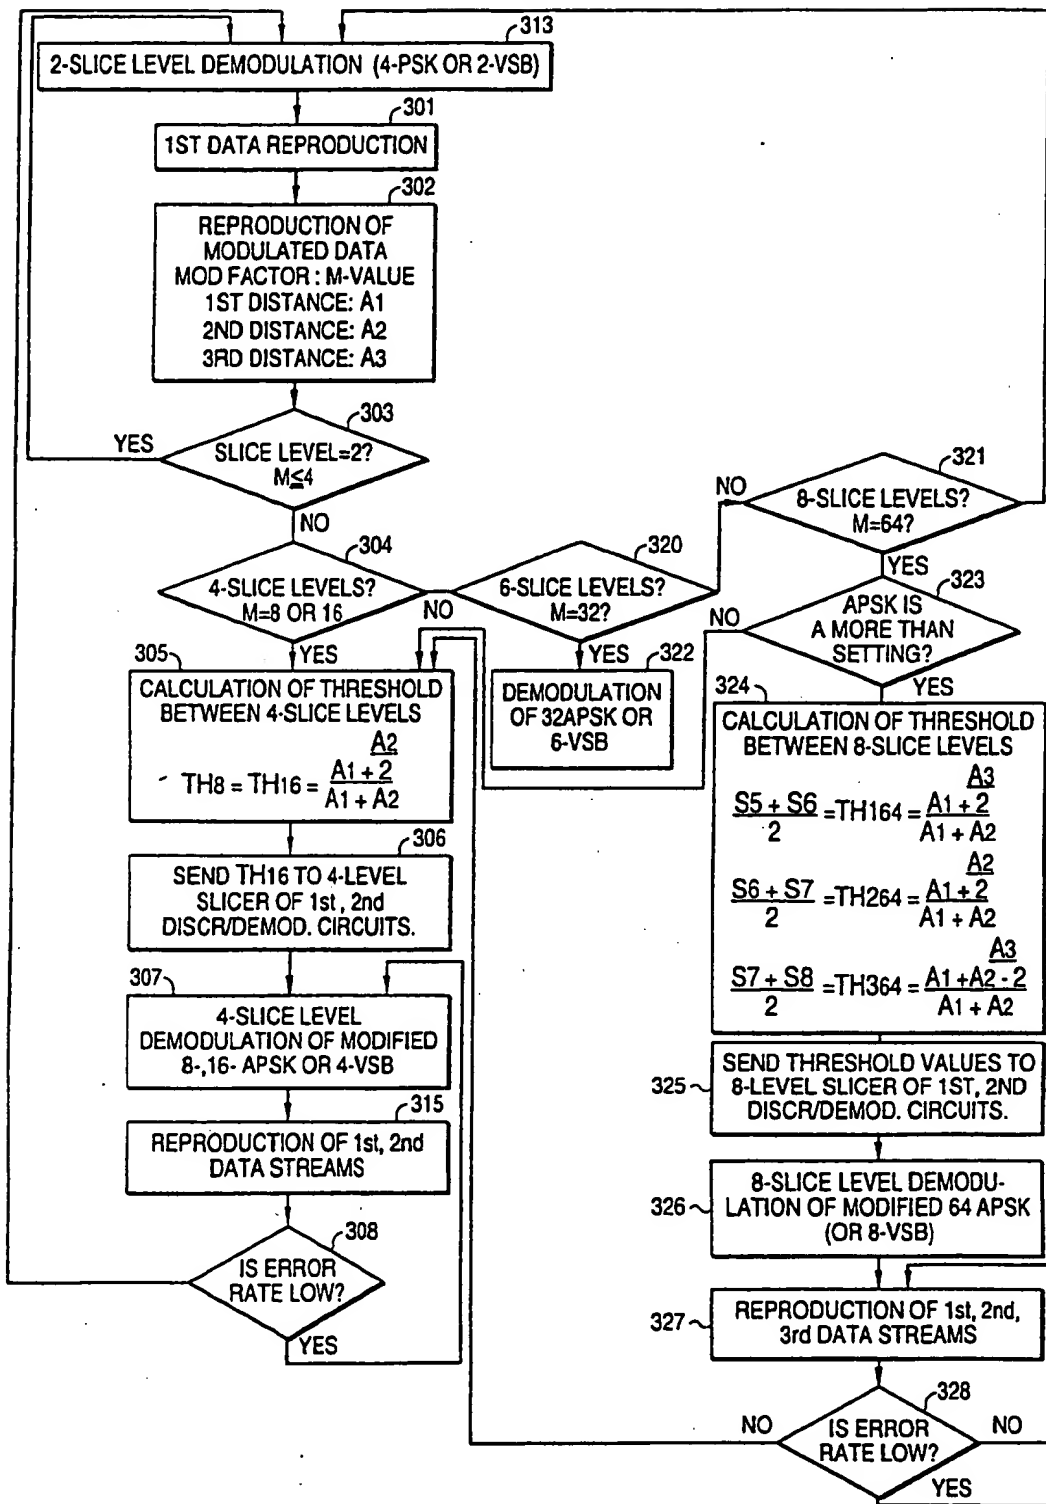 313
2-SLICE LEVEL DEMODULATION (4-PSK OR 2-VSB)
301
1ST DATA REPRODUCTION
302
REPRODUCTION OF
MODULATED DATA
MOD FACTOR : M-VALUE
1ST DISTANCE: A1
2ND DISTANCE: A2
3RD DISTANCE: A3
303
YES
SLICE LEVEL=2?
M≤4
NO
304
4-SLICE LEVELS?
M=8 OR 16
NO
YES
320
6-SLICE LEVELS?
M=32?
NO
YES
321
8-SLICE LEVELS?
M=64?
YES
323
NO
APSK IS
A MORE THAN
SETTING?
YES
322
DEMODULATION
OF 32APSK OR
6-VSB
305
CALCULATION OF THRESHOLD
BETWEEN 4-SLICE LEVELS
A2
TH8 = TH16 = A1 + 2
A1 + A2
306
SEND TH16 TO 4-LEVEL
SLICER OF 1st, 2nd
DISCR/DEMOD. CIRCUITS.
307
4-SLICE LEVEL
DEMODULATION OF MODIFIED
8-,16- APSK OR 4-VSB
315
REPRODUCTION OF 1st, 2nd
DATA STREAMS
308
IS ERROR
RATE LOW?
YES
324
CALCULATION OF THRESHOLD
BETWEEN 8-SLICE LEVELS
A3
S5 + S6 =TH164= A1 + 2
2 A1 + A2
A2
S6 + S7 =TH264= A1 + 2
2 A1 + A2
A3
S7 + S8 =TH364= A1 +A2 - 2
2 A1 + A2
325
SEND THRESHOLD VALUES TO
8-LEVEL SLICER OF 1ST, 2ND
DISCR/DEMOD. CIRCUITS.
326
8-SLICE LEVEL DEMODU-
LATION OF MODIFIED 64 APSK
(OR 8-VSB)
327
REPRODUCTION OF 1st, 2nd,
3rd DATA STREAMS
328
NO
IS ERROR
RATE LOW?
NO
YES